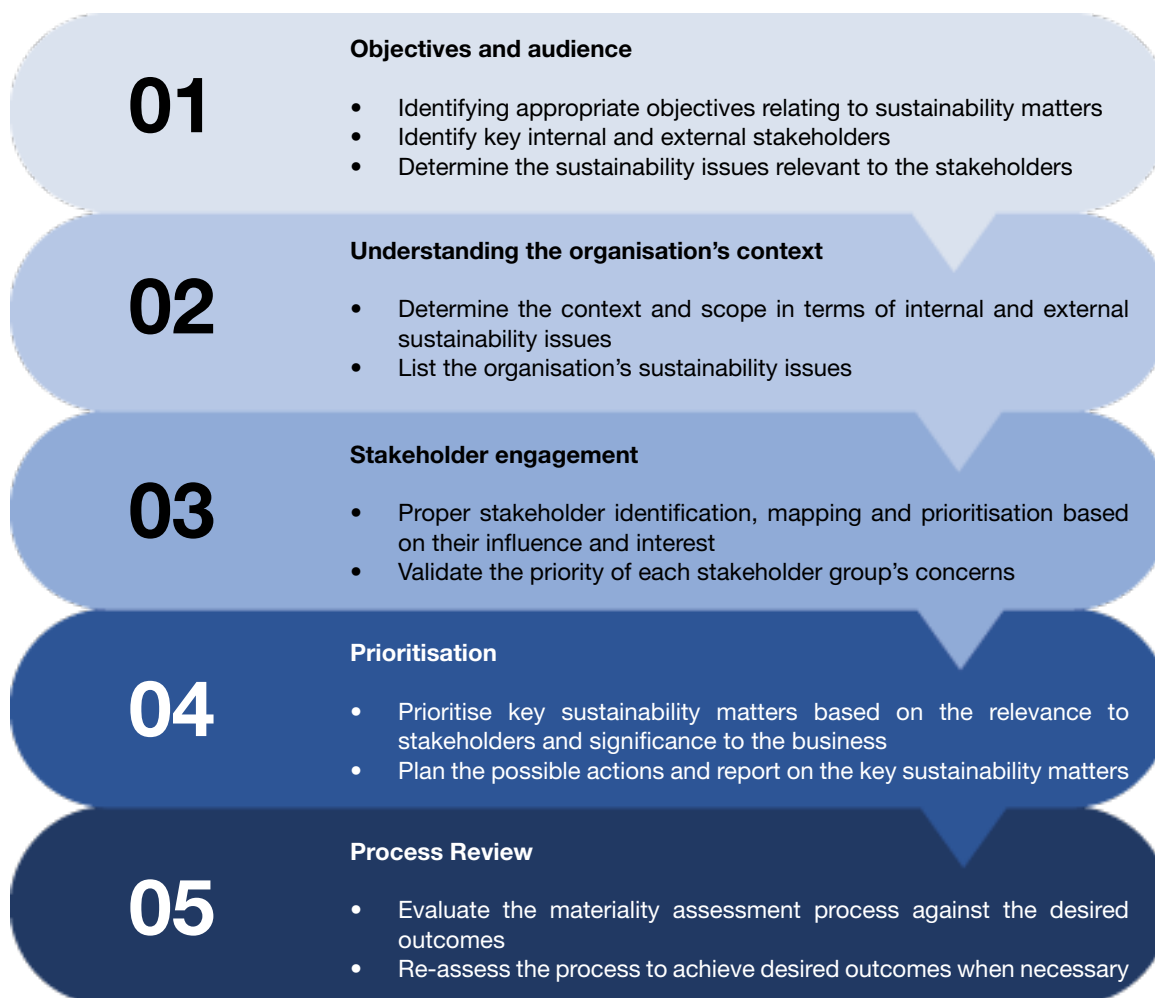 01
Objectives and audience
• Identifying appropriate objectives relating to sustainability matters
• Identify key internal and external stakeholders
• Determine the sustainability issues relevant to the stakeholders
02
Understanding the organisation’s context
• Determine the context and scope in terms of internal and external
sustainability issues
• List the organisation’s sustainability issues
03
Stakeholder engagement
• Proper stakeholder identification, mapping and prioritisation based
on their influence and interest
• Validate the priority of each stakeholder group’s concerns
04
Prioritisation
• Prioritise key sustainability matters based on the relevance to
stakeholders and significance to the business
• Plan the possible actions and report on the key sustainability matters
05
Process Review
• Evaluate the materiality assessment process against the desired
outcomes
• Re-assess the process to achieve desired outcomes when necessary